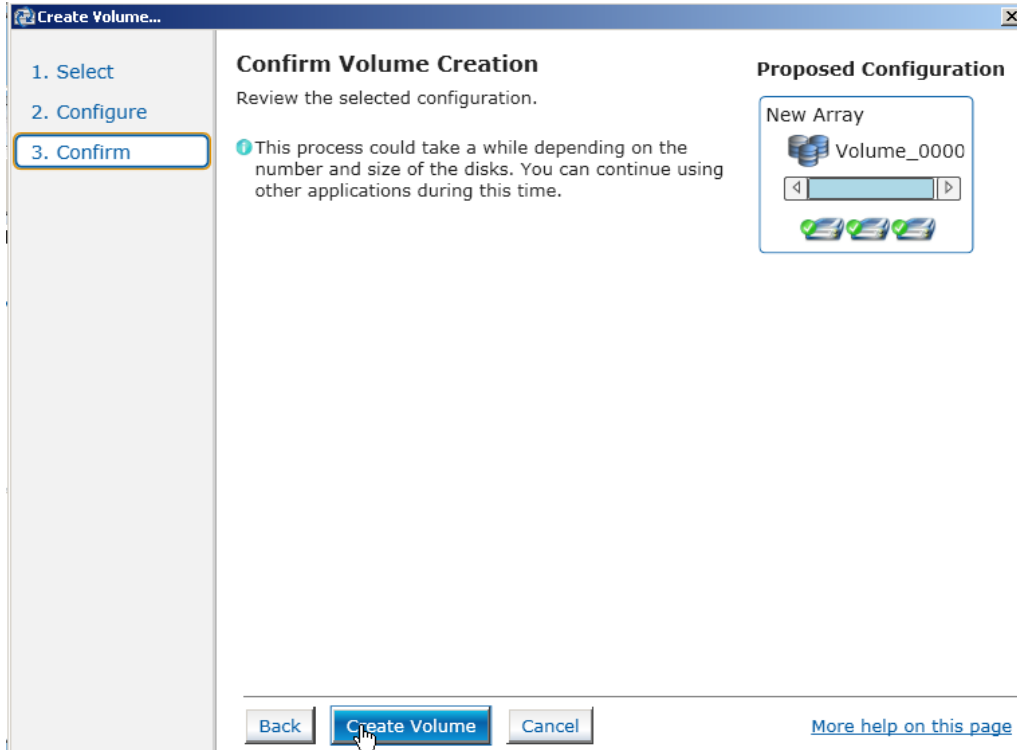 Create Volume...
1. Select
2. Configure
3. Confirm
Confirm Volume Creation
Review the selected configuration.
This process could take a while depending on the
number and size of the disks. You can continue using
other applications during this time.
Proposed Configuration
New Array
Volume_0000
Back
Create Volume
Cancel
More help on this page